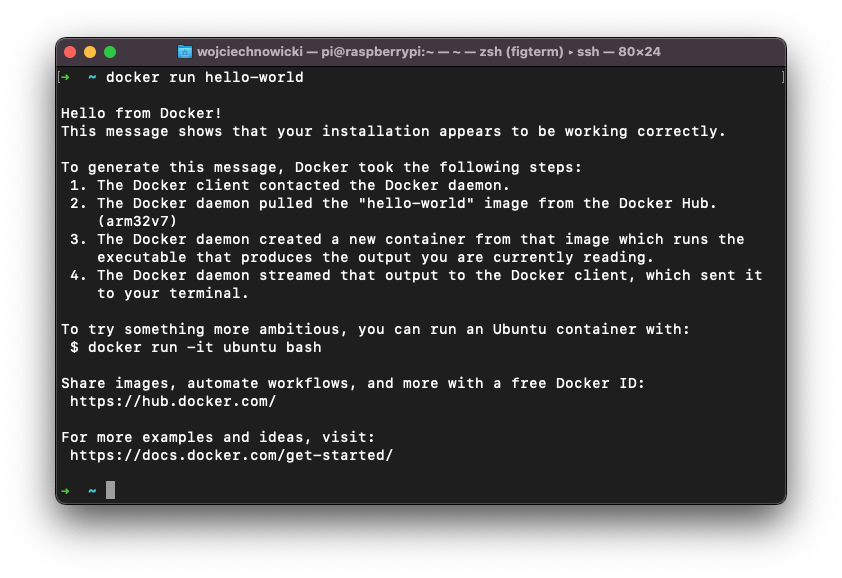 wojciechnowicki — pi@raspberrypi:~ — ~ — zsh (figterm) ▸ ssh — 80×24
[➜  ~ docker run hello-world ]
Hello from Docker!
This message shows that your installation appears to be working correctly.
To generate this message, Docker took the following steps:
 1. The Docker client contacted the Docker daemon.
 2. The Docker daemon pulled the "hello-world" image from the Docker Hub.
    (arm32v7)
 3. The Docker daemon created a new container from that image which runs the
    executable that produces the output you are currently reading.
 4. The Docker daemon streamed that output to the Docker client, which sent it
    to your terminal.
To try something more ambitious, you can run an Ubuntu container with:
 $ docker run -it ubuntu bash
Share images, automate workflows, and more with a free Docker ID:
 https://hub.docker.com/
For more examples and ideas, visit:
 https://docs.docker.com/get-started/
➜  ~